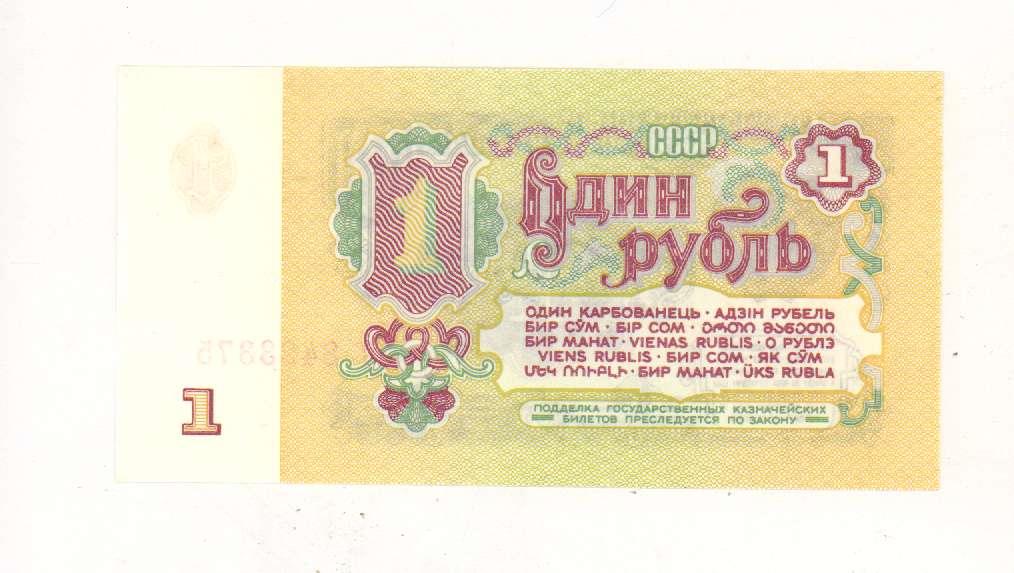 СССР
1
1
Один
рубль
ОДИН КАРБОВАНЕЦЬ · АДЗІН РУБЕЛЬ
БИР СЎМ · БІР СОМ · ერთი მანეთი
БИР МАНАТ · VIENAS RUBLIS · О РУБЛЭ
VIENS RUBLIS · БИР СОМ · ЯК СӮМ
ՄԵԿ ՌՈՒԲԼԻ · БИР МАНАТ · ÜKS RUBLA
1
ПОДДЕЛКА ГОСУДАРСТВЕННЫХ КАЗНАЧЕЙСКИХ
БИЛЕТОВ ПРЕСЛЕДУЕТСЯ ПО ЗАКОНУ